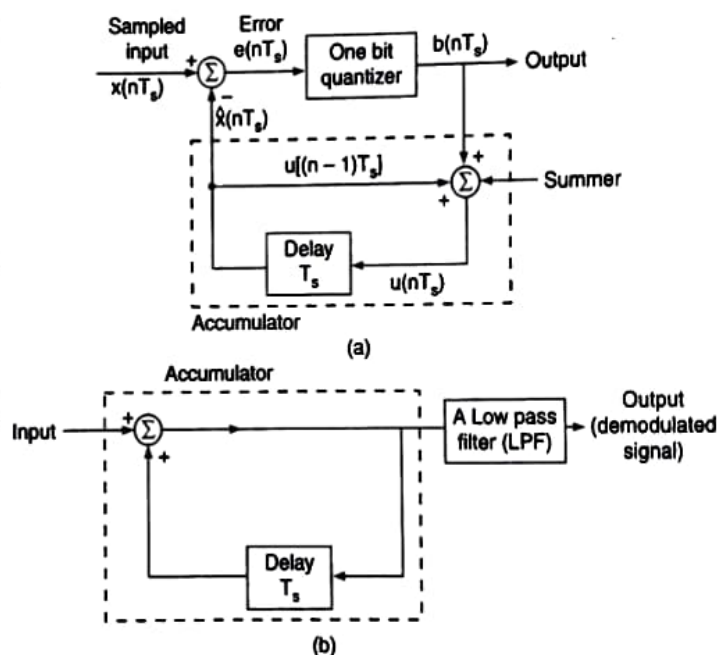 Sampled
input
x(nTs)
Error
e(nTs)
One bit
quantizer
b(nTs)
Output
+
Σ
−
x̂(nTs)
u[(n – 1)Ts]
+
Σ
+
Summer
Delay
Ts
u(nTs)
Accumulator
(a)
Accumulator
Input
+
Σ
+
A Low pass
filter (LPF)
Output
(demodulated
signal)
Delay
Ts
(b)